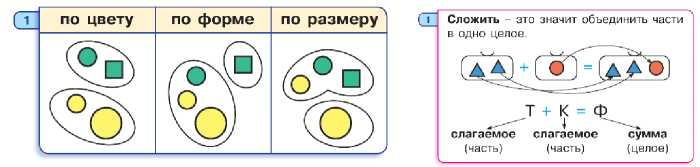 1
по цвету по форме по размеру
1
Сложить – это значит объединить части
в одно целое.
+ =
Т + К = Ф
слагаемое слагаемое сумма
(часть) (часть) (целое)